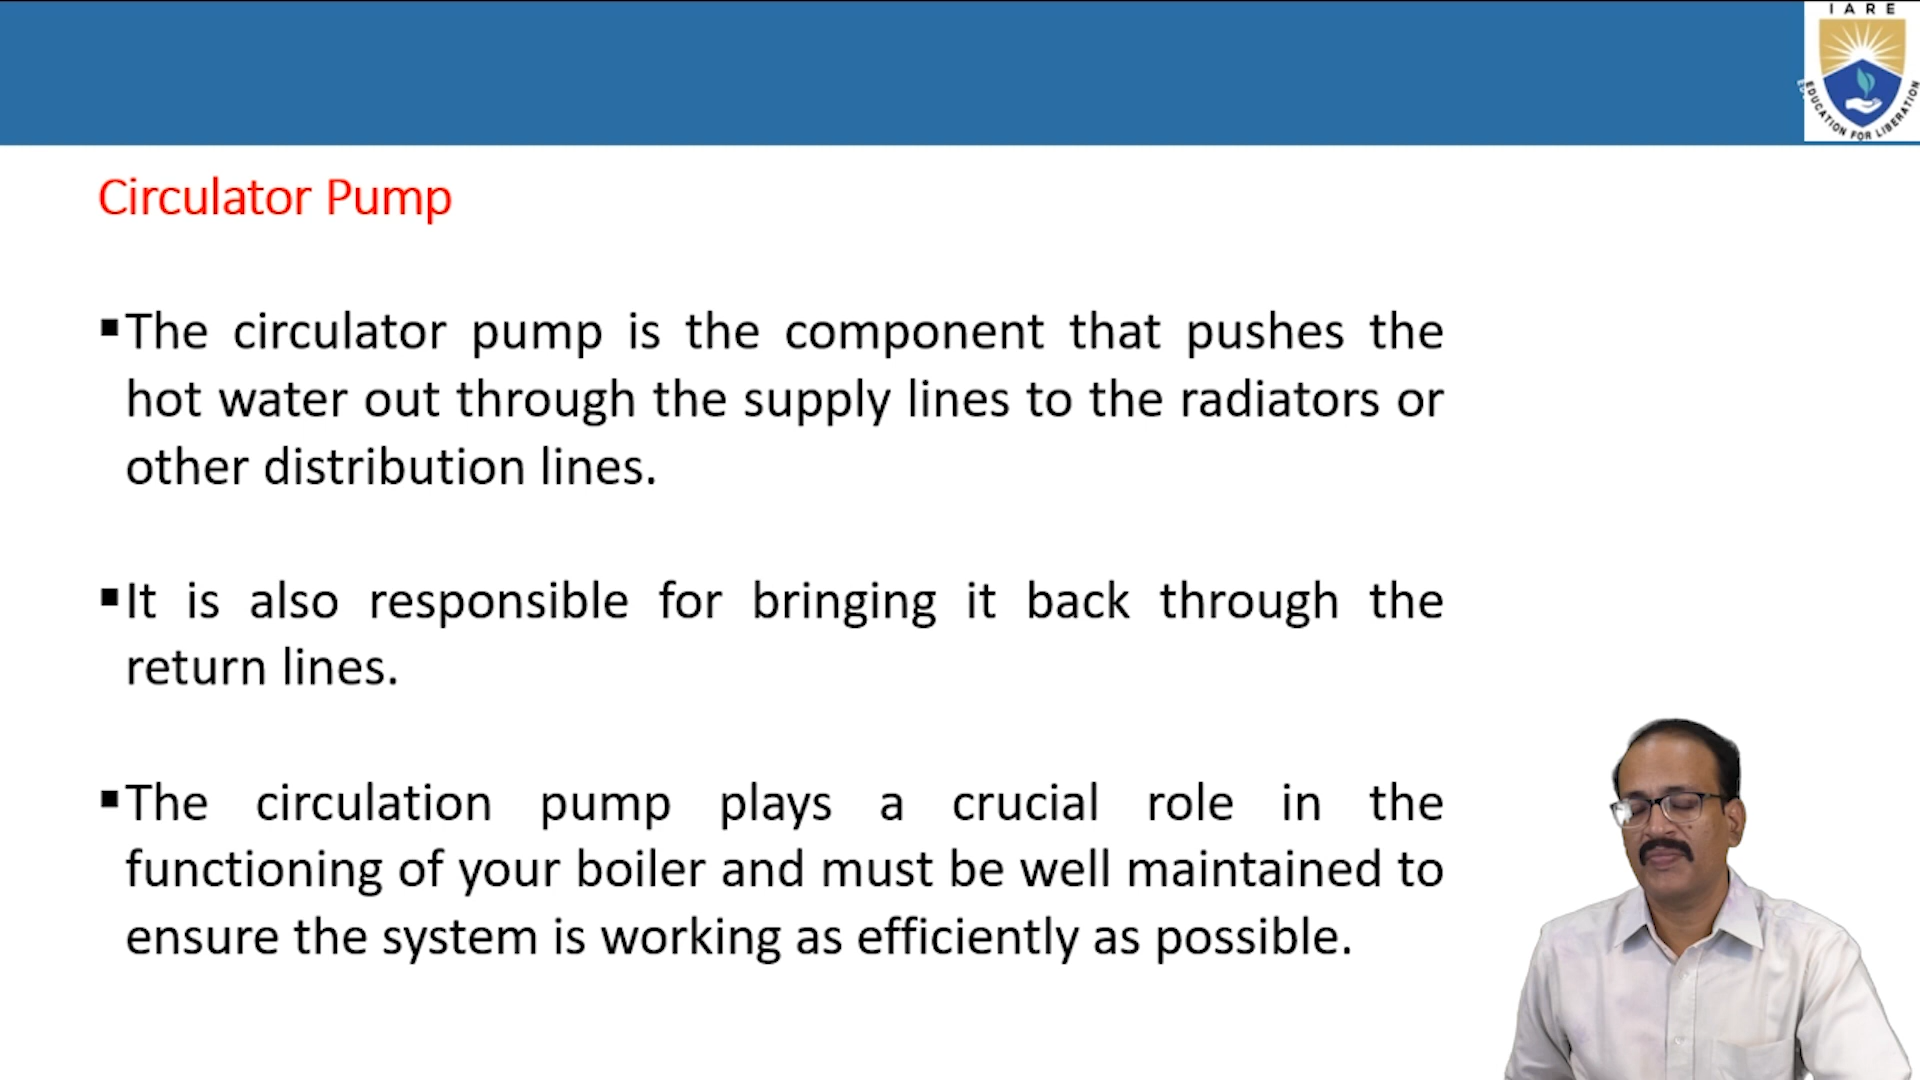 IARE
EDUCATION FOR LIBERATION
Circulator Pump
▪The circulator pump is the component that pushes the
hot water out through the supply lines to the radiators or
other distribution lines.
▪It is also responsible for bringing it back through the
return lines.
▪The circulation pump plays a crucial role in the
functioning of your boiler and must be well maintained to
ensure the system is working as efficiently as possible.